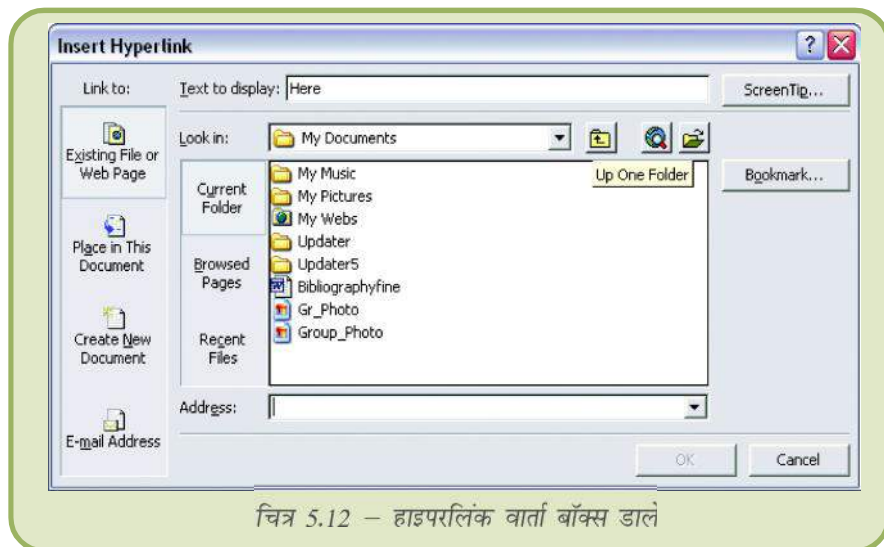 Insert Hyperlink
Link to:
Text to display: Here
ScreenTip...
Existing File or
Web Page
Look in:
My Documents
Up One Folder
Bookmark...
Current
Folder
My Music
My Pictures
My Webs
Updater
Updater5
Bibliographyfine
Gr_Photo
Group_Photo
Place in This
Document
Browsed
Pages
Create New
Document
Recent
Files
Address:
E-mail Address
OK
Cancel
चित्र 5.12 – हाइपरलिंक वार्ता बॉक्स डाले